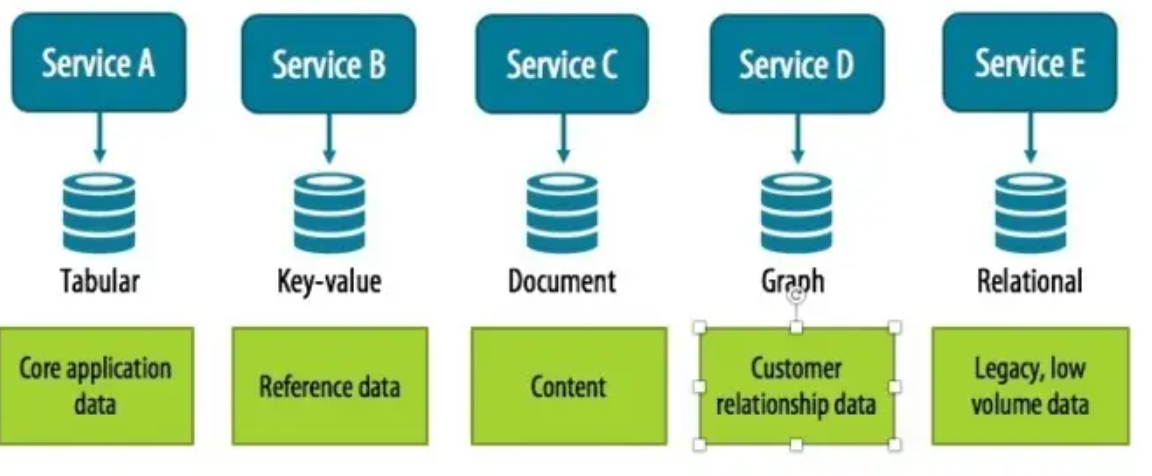 Service A
Service B
Service C
Service D
Service E
Tabular
Key-value
Document
Graph
Relational
Core application
data
Reference data
Content
Customer
relationship data
Legacy, low
volume data